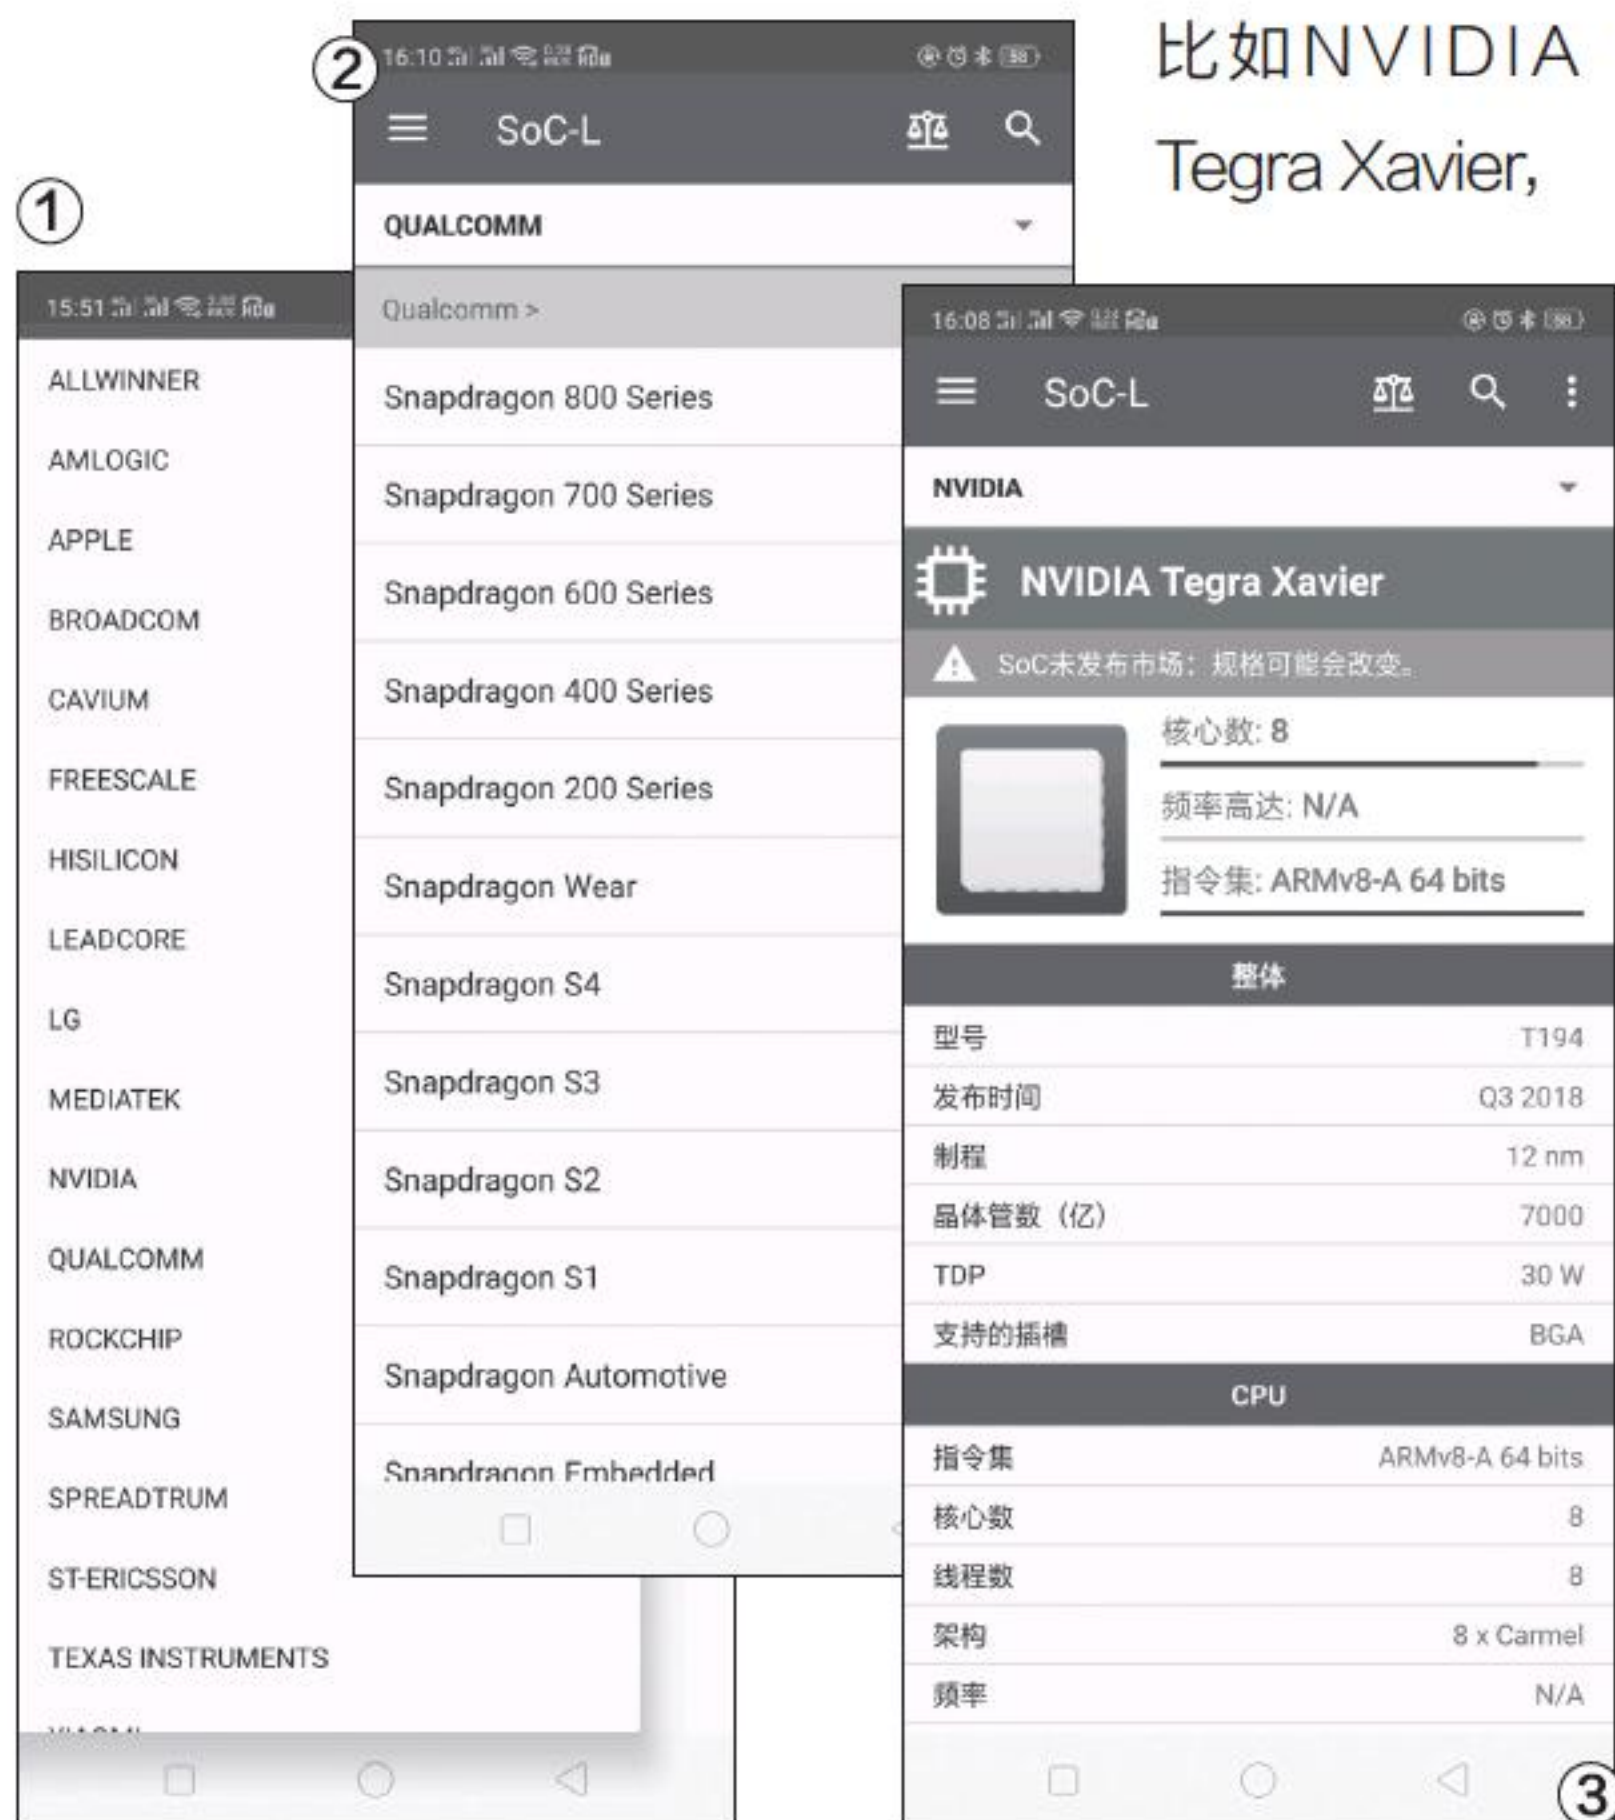 比如NVIDIA
Tegra Xavier,
①
15:51
ALLWINNER
AMLOGIC
APPLE
BROADCOM
CAVIUM
FREESCALE
HISILICON
LEADCORE
LG
MEDIATEK
NVIDIA
QUALCOMM
ROCKCHIP
SAMSUNG
SPREADTRUM
ST-ERICSSON
TEXAS INSTRUMENTS
②
16:10
SoC-L
QUALCOMM
Qualcomm >
Snapdragon 800 Series
Snapdragon 700 Series
Snapdragon 600 Series
Snapdragon 400 Series
Snapdragon 200 Series
Snapdragon Wear
Snapdragon S4
Snapdragon S3
Snapdragon S2
Snapdragon S1
Snapdragon Automotive
Snapdragon Embedded
16:08
SoC-L
NVIDIA
NVIDIA Tegra Xavier
SoC未发布市场：规格可能会改变。
核心数: 8
频率高达: N/A
指令集: ARMv8-A 64 bits
整体
型号 T194
发布时间 Q3 2018
制程 12 nm
晶体管数（亿） 7000
TDP 30 W
支持的插槽 BGA
CPU
指令集 ARMv8-A 64 bits
核心数 8
线程数 8
架构 8 x Carmel
频率 N/A
③